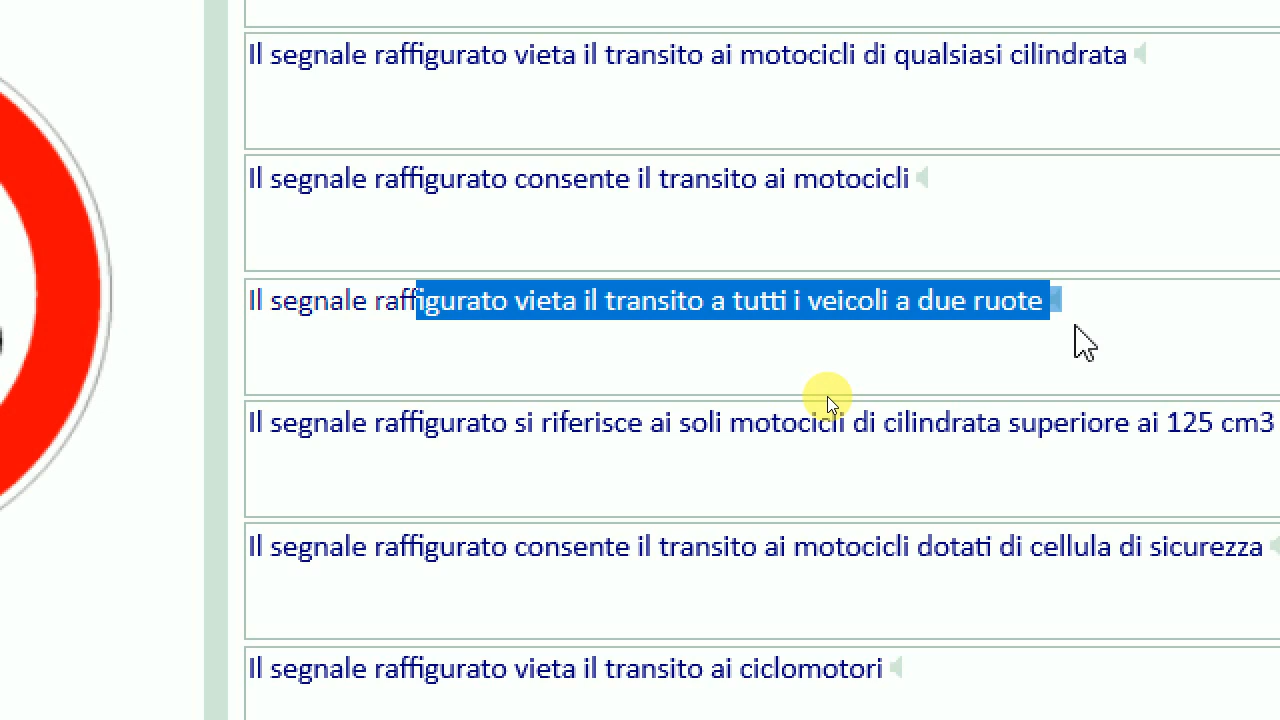 Il segnale raffigurato vieta il transito ai motocicli di qualsiasi cilindrata
Il segnale raffigurato consente il transito ai motocicli
Il segnale raffigurato vieta il transito a tutti i veicoli a due ruote
Il segnale raffigurato si riferisce ai soli motocicli di cilindrata superiore ai 125 cm3
Il segnale raffigurato consente il transito ai motocicli dotati di cellula di sicurezza
Il segnale raffigurato vieta il transito ai ciclomotori